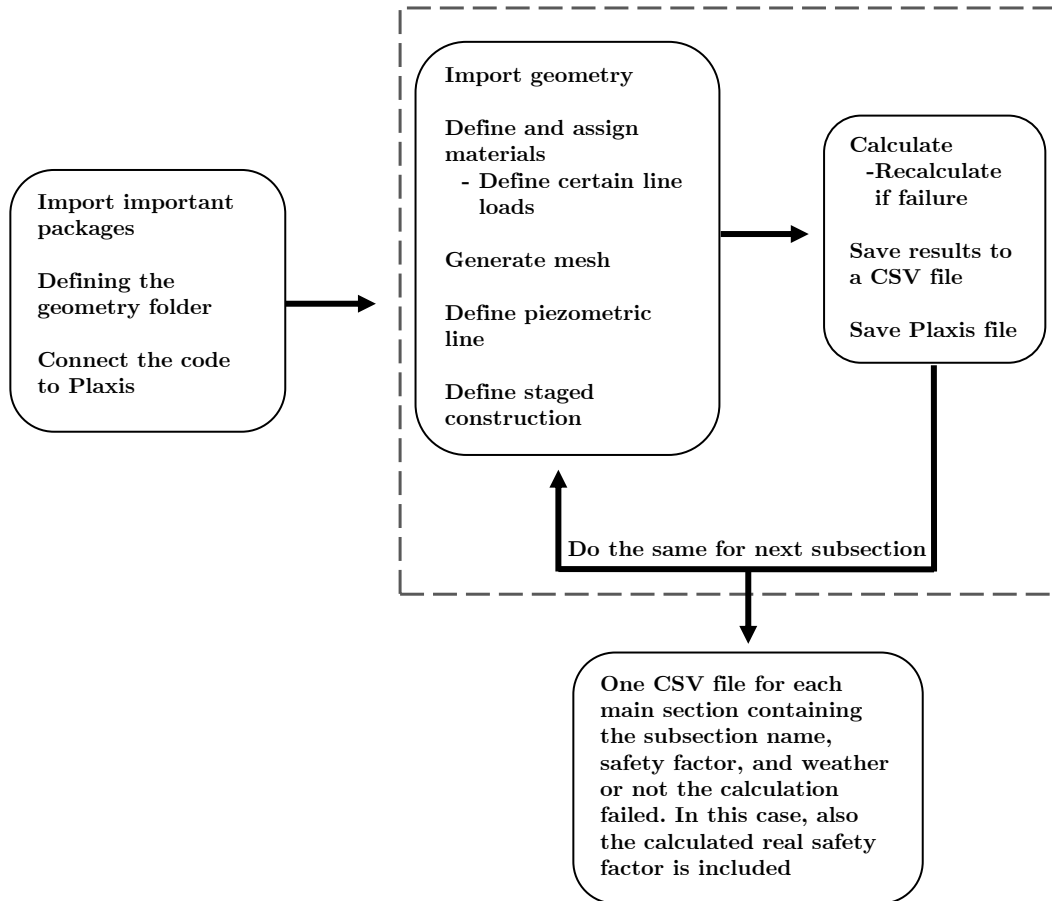 Import important
packages
Defining the
geometry folder
Connect the code
to Plaxis
Import geometry
Define and assign
materials
- Define certain line
loads
Generate mesh
Define piezometric
line
Define staged
construction
Calculate
-Recalculate
if failure
Save results to
a CSV file
Save Plaxis file
Do the same for next subsection
One CSV file for each
main section containing
the subsection name,
safety factor, and weather
or not the calculation
failed. In this case, also
the calculated real safety
factor is included